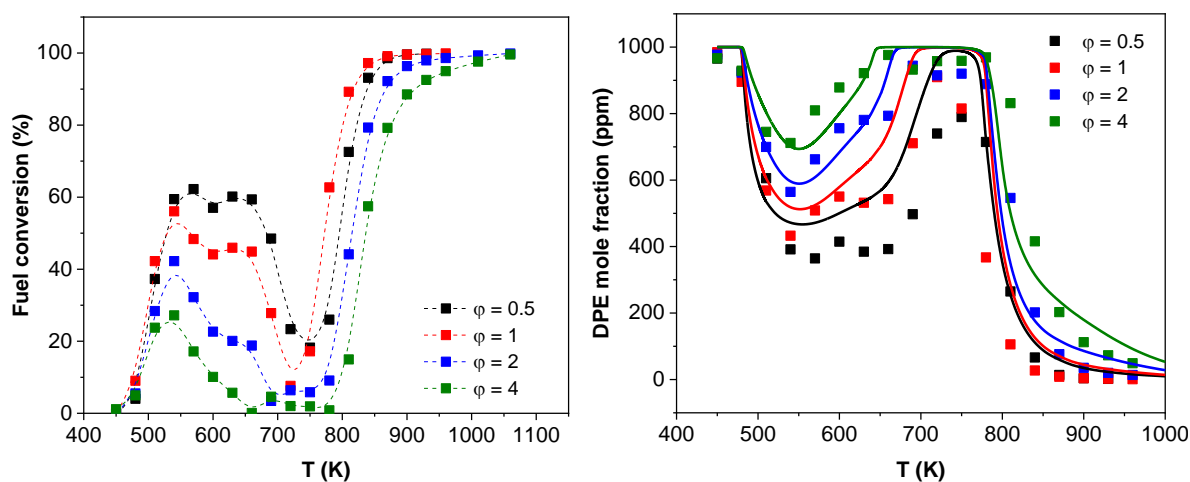 Fuel conversion (%)
100
80
60
40
20
0
400 500 600 700 800 900 1000 1100
T (K)
φ = 0.5
φ = 1
φ = 2
φ = 4
DPE mole fraction (ppm)
1000
800
600
400
200
0
400 500 600 700 800 900 1000
T (K)
φ = 0.5
φ = 1
φ = 2
φ = 4